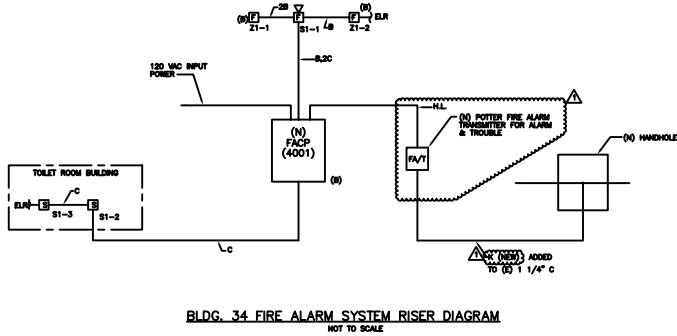 2B
(B) F F F (B) ELR
Z1-1 S1-1 B Z1-2
B,2C
120 VAC INPUT
POWER
H.L.
1
(N) POTTER FIRE ALARM
TRANSMITTER FOR ALARM
& TROUBLE
(N)
FACP
(4001)
(B)
FA/T
(N) HANDHOLE
TOILET ROOM BUILDING
C
ELR S S
S1-3 S1-2
C
1 K (NEW) ADDED
TO (E) 1 1/4" C
BLDG. 34 FIRE ALARM SYSTEM RISER DIAGRAM
NOT TO SCALE